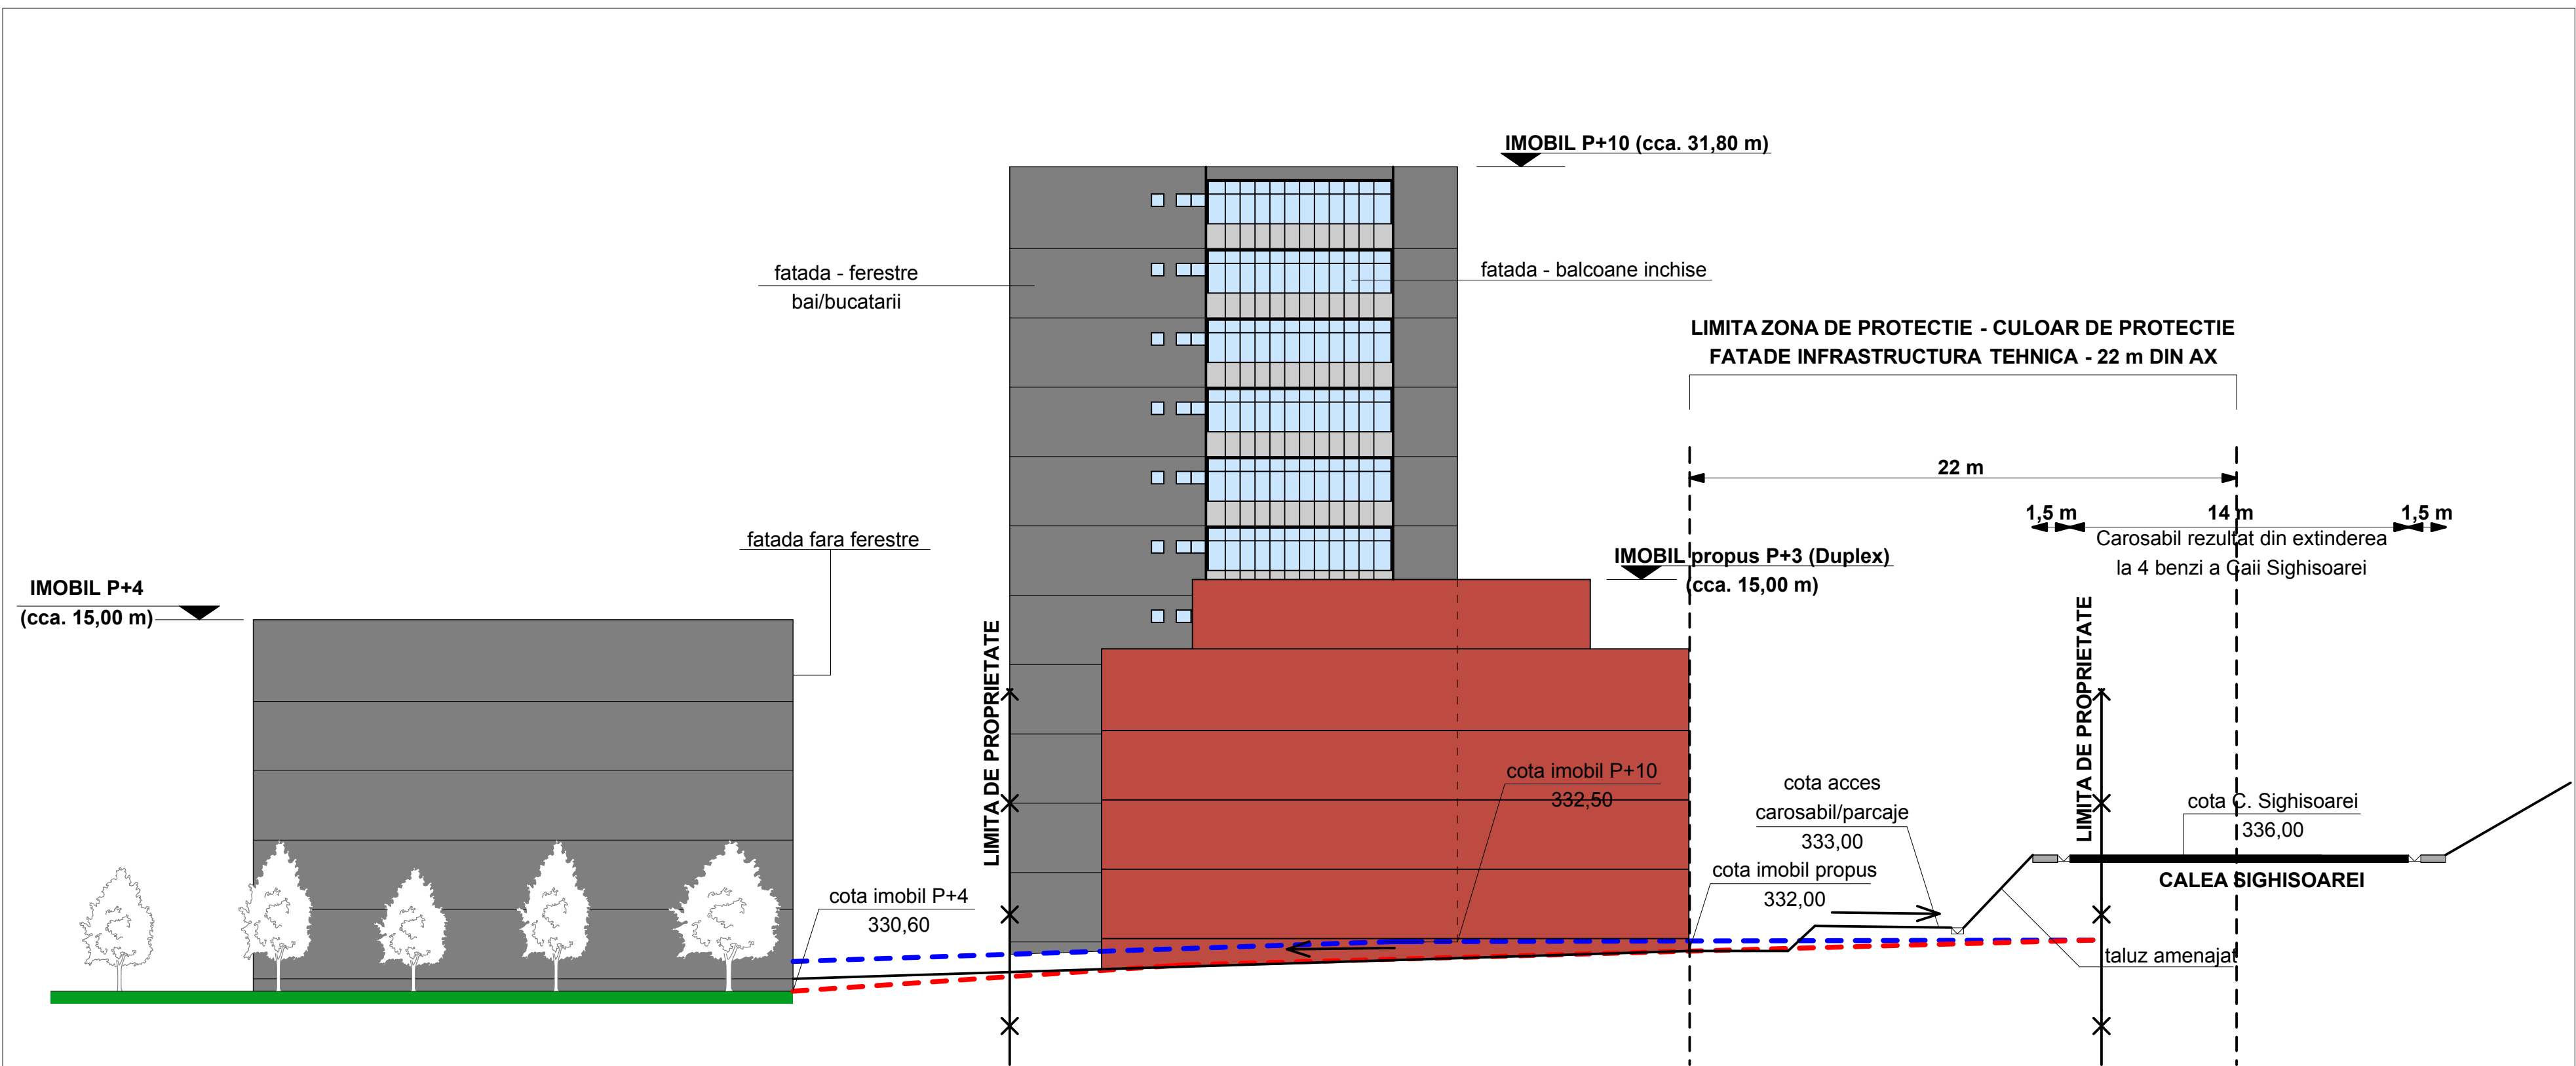 IMOBIL P+10 (cca. 31,80 m)
fatada - ferestre
bai/bucatarii
fatada - balcoane inchise
LIMITA ZONA DE PROTECTIE - CULOAR DE PROTECTIE
FATADE INFRASTRUCTURA TEHNICA - 22 m DIN AX
22 m
1,5 m
14 m
1,5 m
Carosabil rezultat din extinderea
la 4 benzi a Caii Sighisoarei
fatada fara ferestre
IMOBIL propus P+3 (Duplex)
(cca. 15,00 m)
IMOBIL P+4
(cca. 15,00 m)
LIMITA DE PROPRIETATE
LIMITA DE PROPRIETATE
cota imobil P+10
332,50
cota acces
carosabil/parcaje
333,00
cota C. Sighisoarei
336,00
cota imobil propus
332,00
CALEA SIGHISOAREI
cota imobil P+4
330,60
taluz amenajat